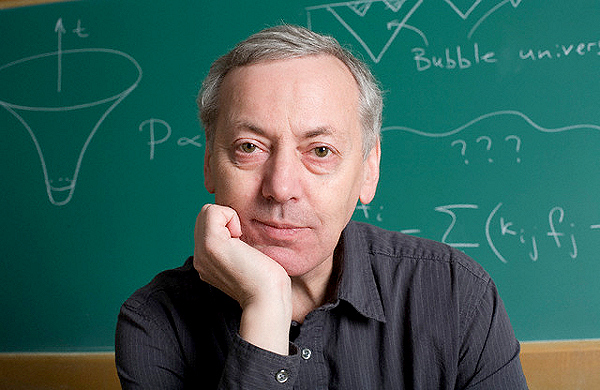 t
Bubble univers
P ∝
???
= Σ(kᵢⱼ fⱼ -